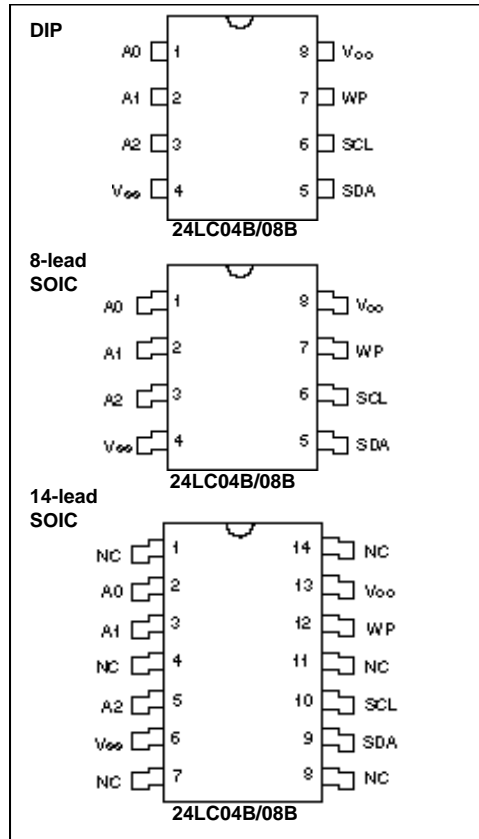 DIP
A0 1 8 Vcc
A1 2 7 WP
A2 3 6 SCL
Vss 4 5 SDA
24LC04B/08B
8-lead
SOIC
A0 1 8 Vcc
A1 2 7 WP
A2 3 6 SCL
Vss 4 5 SDA
24LC04B/08B
14-lead
SOIC
NC 1 14 NC
A0 2 13 Vcc
A1 3 12 WP
NC 4 11 NC
A2 5 10 SCL
Vss 6 9 SDA
NC 7 8 NC
24LC04B/08B